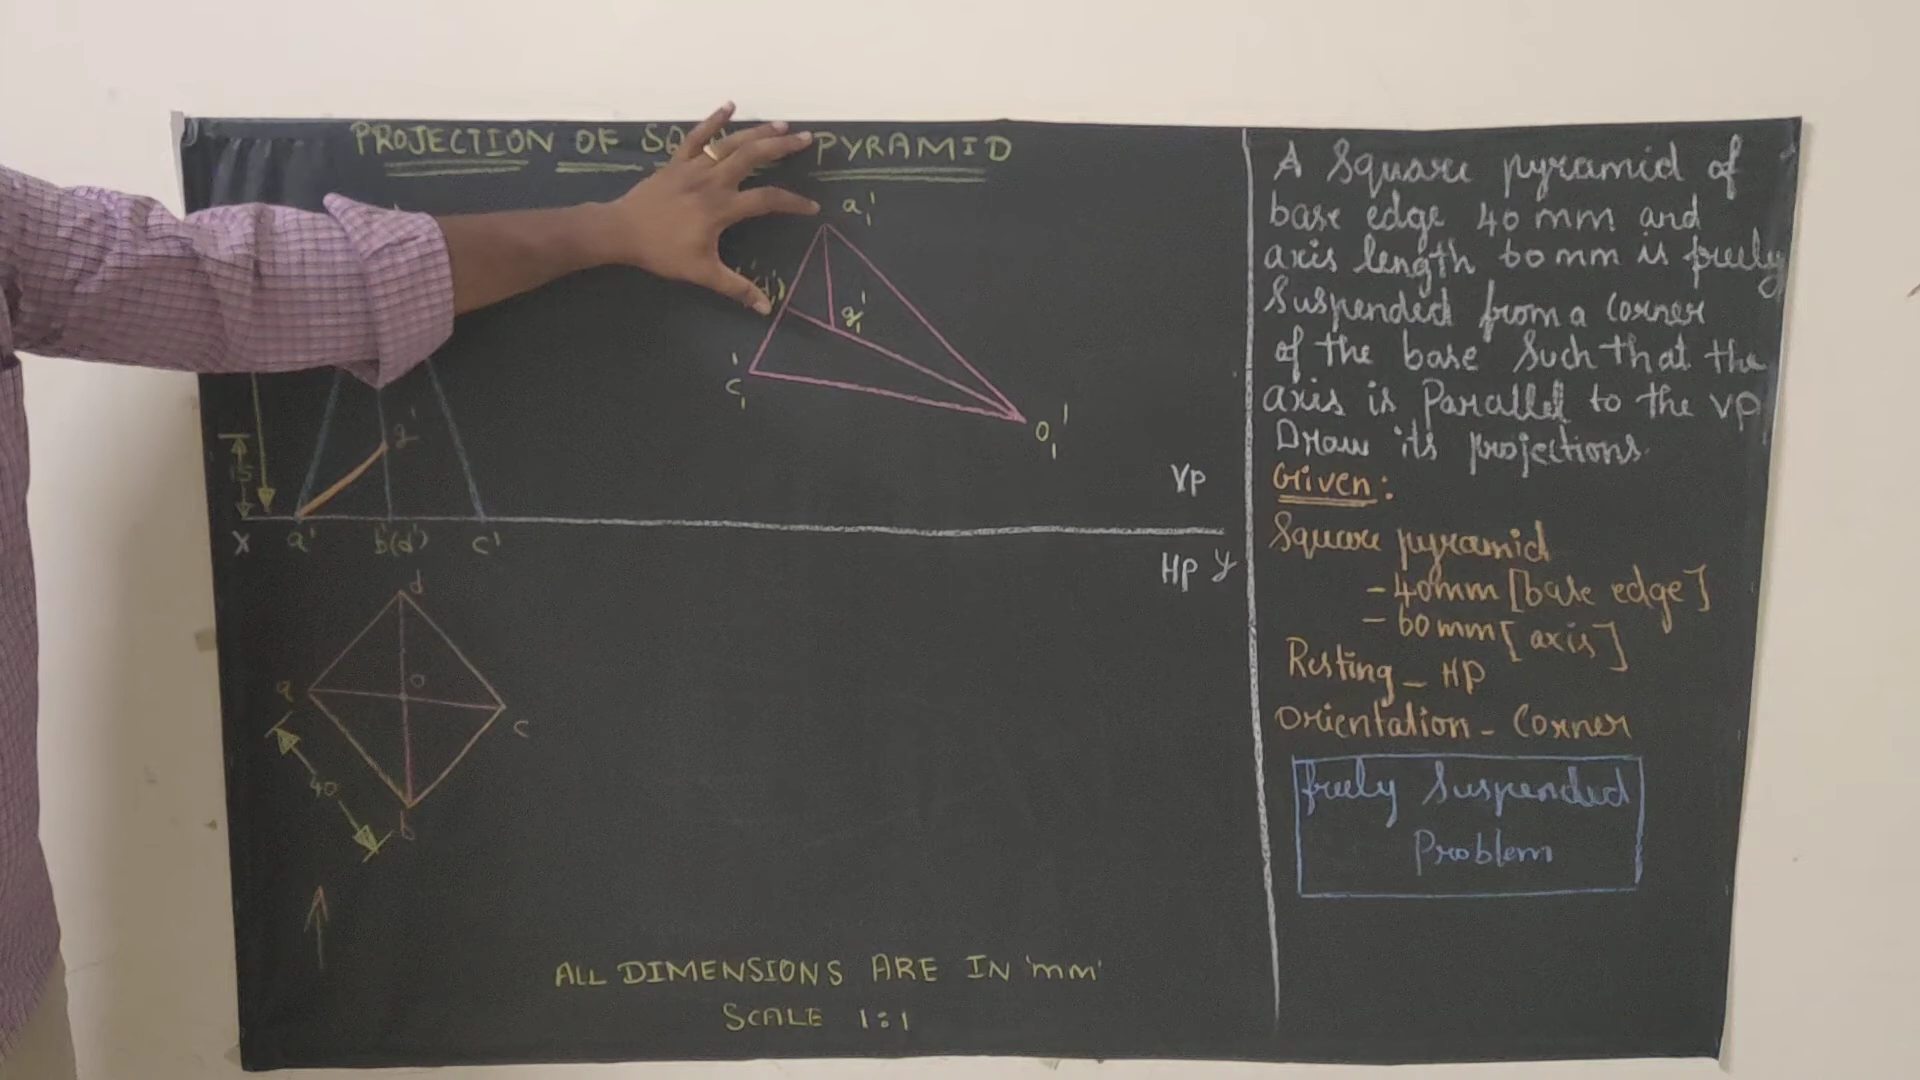 PROJECTION OF PYRAMID
a₁'
g₁'
c₁'
o₁'
g'
15
VP
X a' b'(d') c'
HP y
d
a
o
c
40
b
ALL DIMENSIONS ARE IN 'mm'
SCALE 1:1
A Square pyramid of
base edge 40 mm and
axis length 60 mm is freely
Suspended from a corner
of the base Such that the
axis is Parallel to the VP
Draw its projections.
Given:
Square pyramid
- 40mm [base edge]
- 60mm [axis]
Resting - HP
Orientation - Corner
freely Suspended
Problem